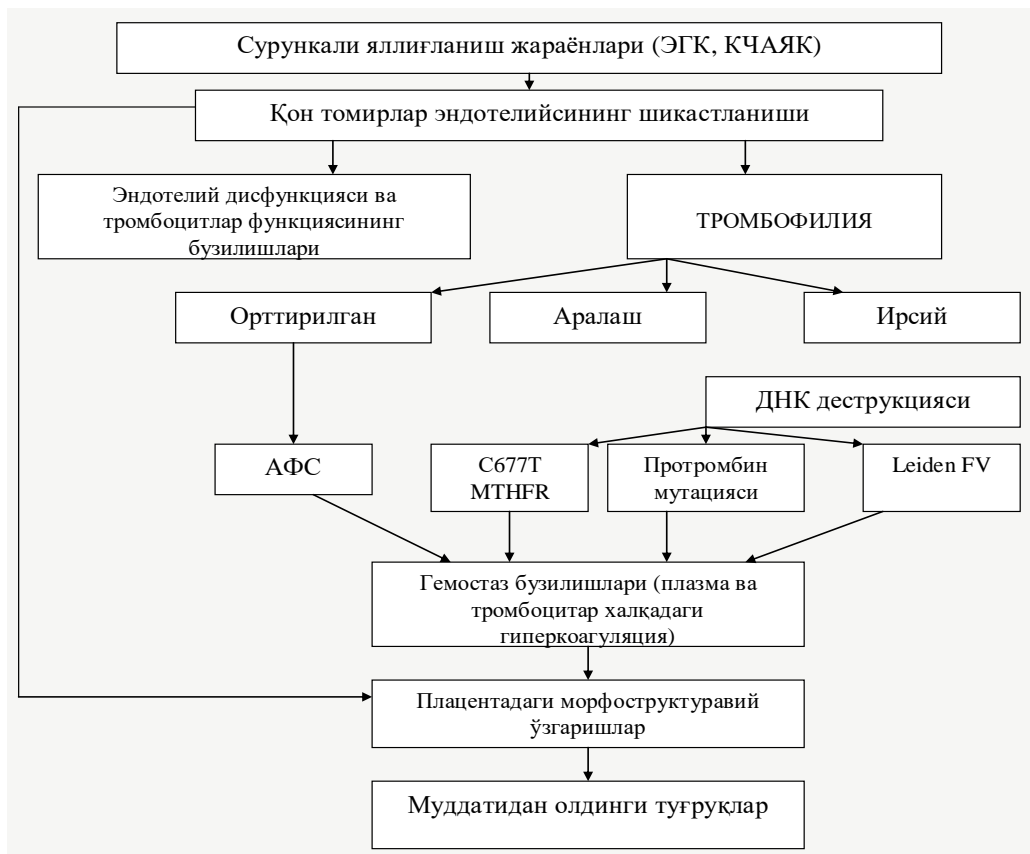 Сурункали яллиғланиш жараёнлари (ЭГК, КЧАЯК)
Қон томирлар эндотелийсининг шикастланиши
Эндотелий дисфункцияси ва
тромбоцитлар функциясининг
бузилишлари
ТРОМБОФИЛИЯ
Орттирилган
Аралаш
Ирсий
ДНК деструкцияси
АФС
С677Т
MTHFR
Протромбин
мутацияси
Leiden FV
Гемостаз бузилишлари (плазма ва
тромбоцитар халқадаги
гиперкоагуляция)
Плацентадаги морфоструктуравий
ўзгаришлар
Муддатидан олдинги туғруқлар